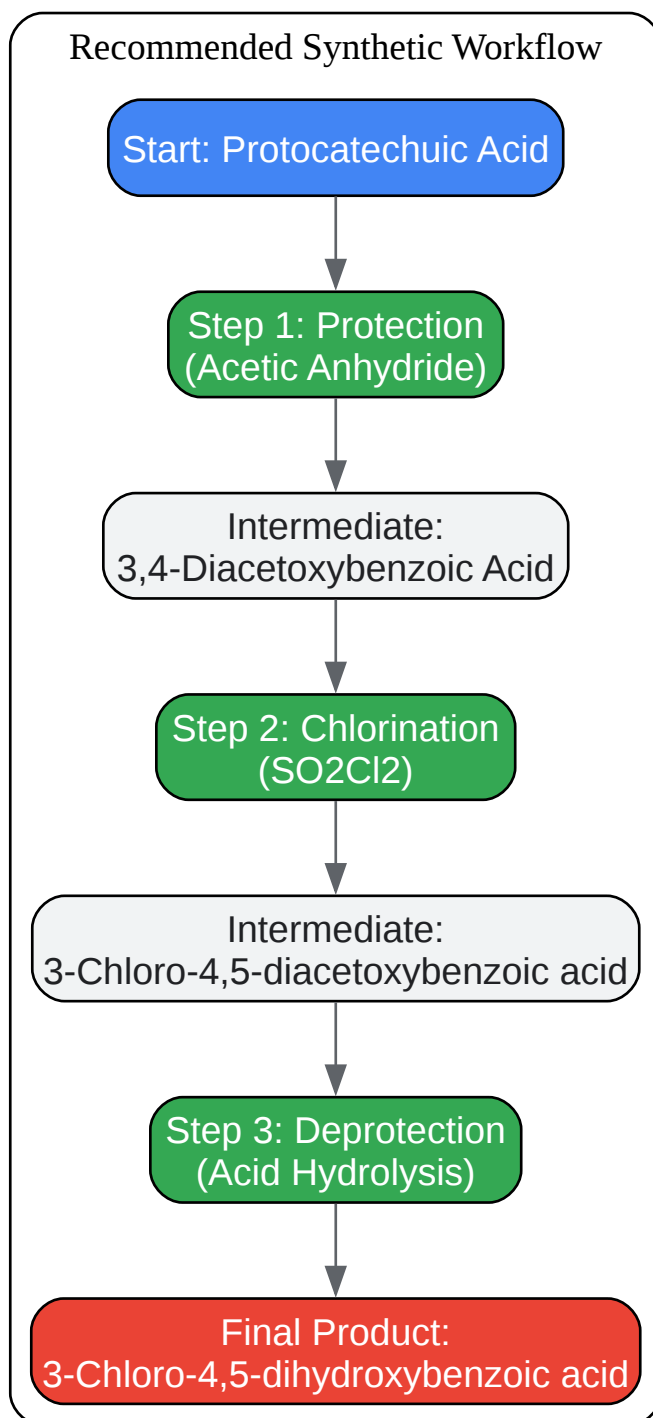 Recommended Synthetic Workflow
Start: Protocatechuic Acid
Step 1: Protection
(Acetic Anhydride)
Intermediate:
3,4-Diacetoxybenzoic Acid
Step 2: Chlorination
(SO2Cl2)
Intermediate:
3-Chloro-4,5-diacetoxybenzoic acid
Step 3: Deprotection
(Acid Hydrolysis)
Final Product:
3-Chloro-4,5-dihydroxybenzoic acid